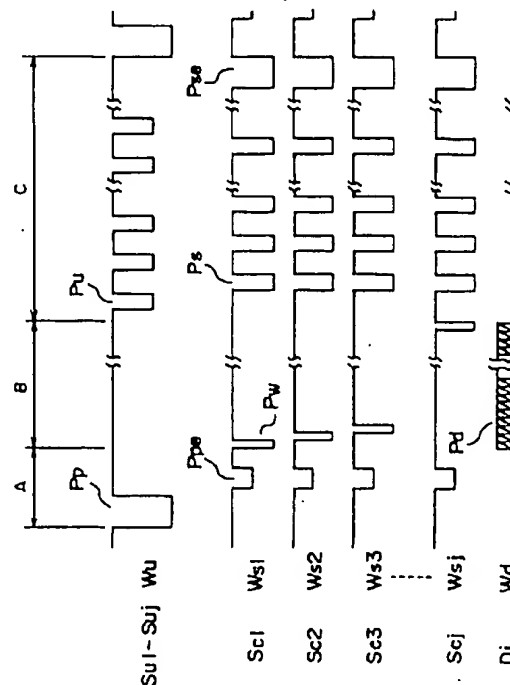 A
B
C
Pp
Pu
Su1~Suj Wu
Ppe
Pw
Ps
Pse
Sc1 Ws1
Sc2 Ws2
Sc3 Ws3
Scj Wsj
Pd
Di Wd